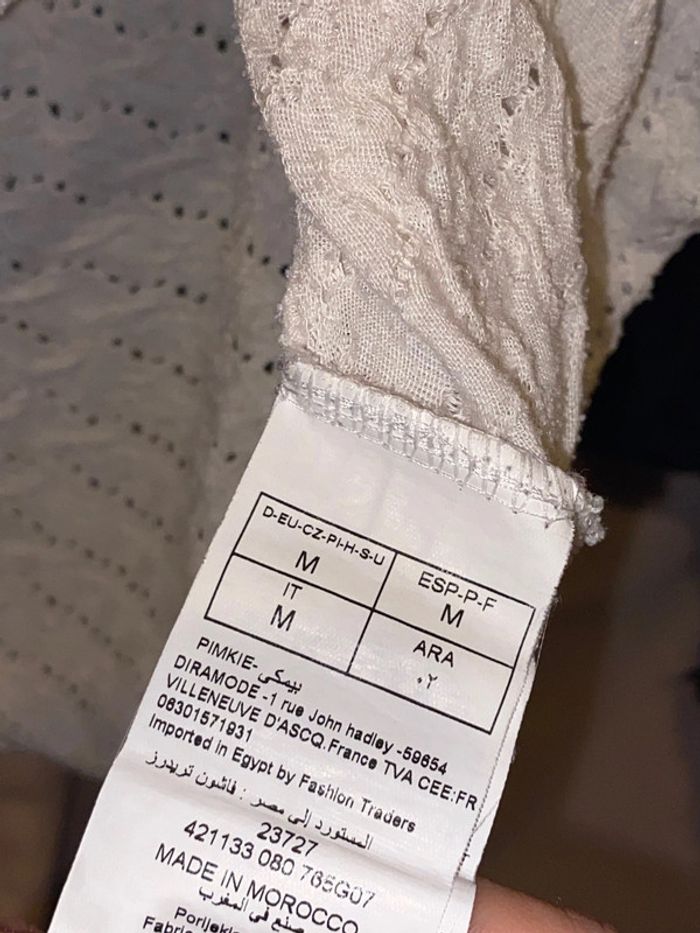 D-EU-CZ-PI-H-S-U
M
ESP-P-F
M
IT
M
ARA
٠٢
PIMKIE- بيمكي
DIRAMODE -1 rue John hadley -59654
VILLENEUVE D'ASCQ. France TVA CEE:FR
06301571931
Imported in Egypt by Fashion Traders
المستورد إلى مصر : فاشون تريدرز
23727
421133 080 765G07
MADE IN MOROCCO
صنع في المغرب